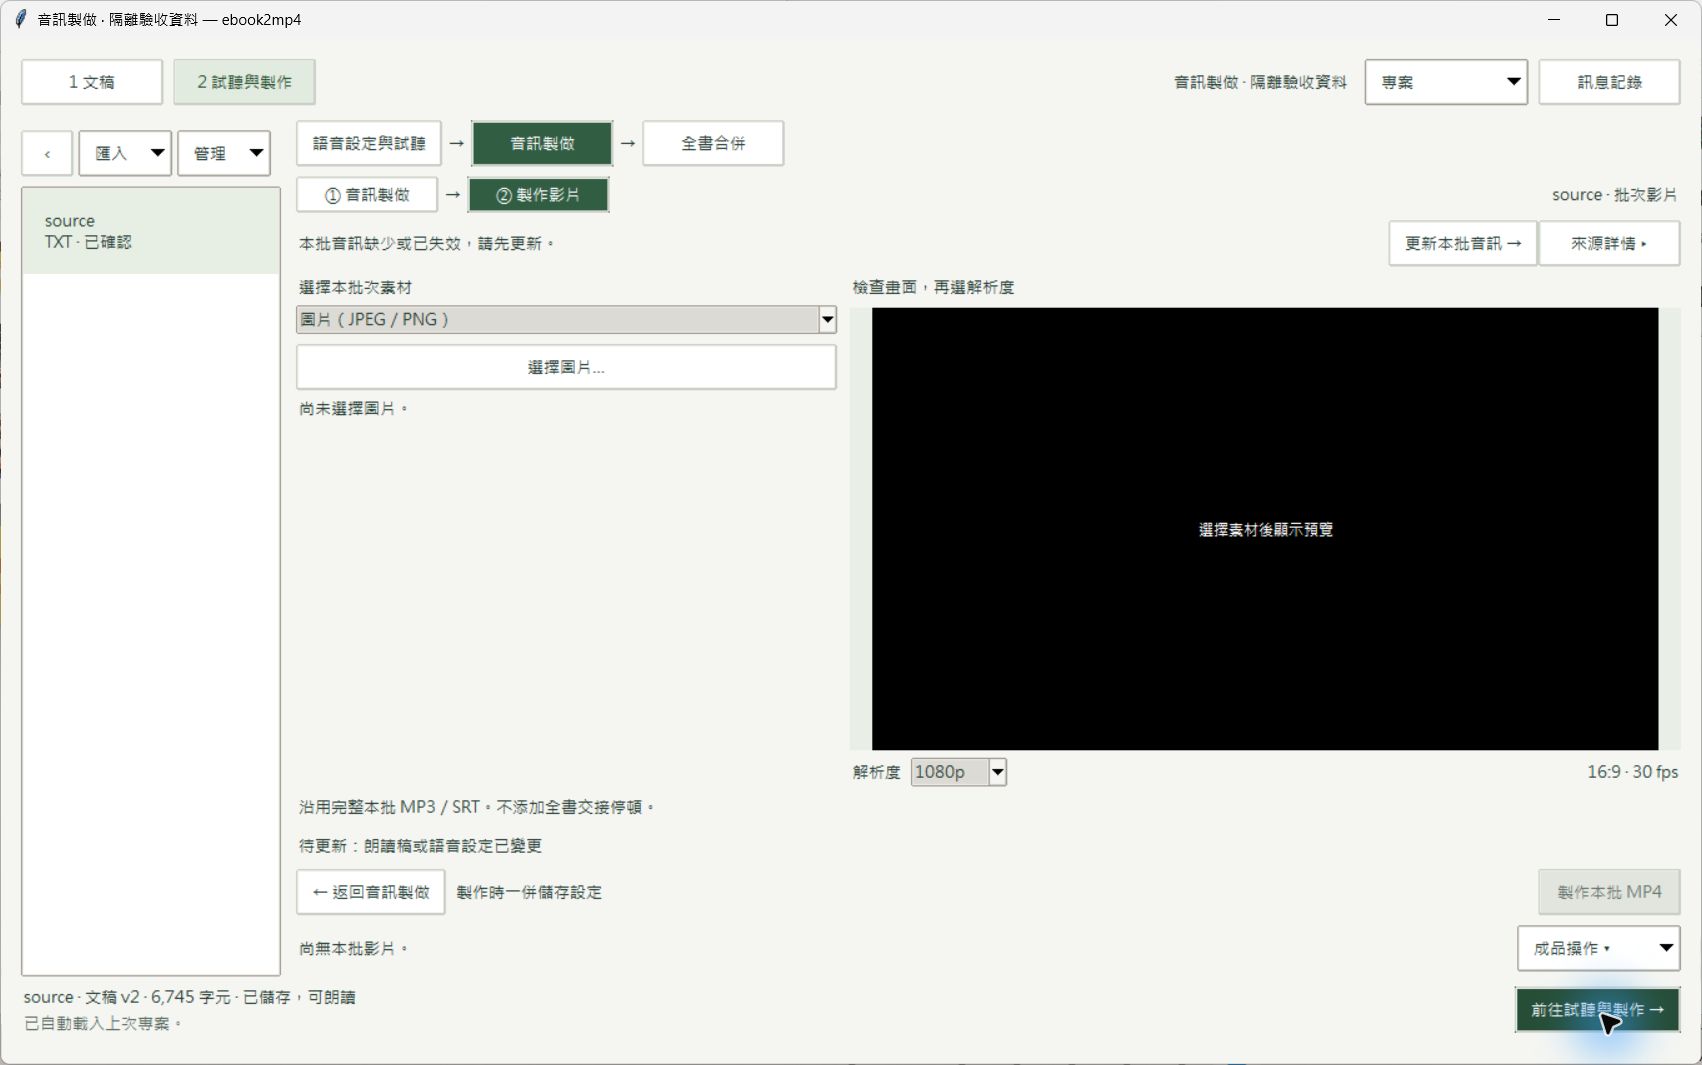 音訊製做 · 隔離驗收資料 — ebook2mp4
1 文稿
2 試聽與製作
音訊製做 · 隔離驗收資料
專案
訊息記錄
‹
匯入
管理
語音設定與試聽
→
音訊製做
→
全書合併
① 音訊製做
→
② 製作影片
source · 批次影片
source
TXT · 已確認
本批音訊缺少或已失效，請先更新。
更新本批音訊 →
來源詳情 ▸
選擇本批次素材
檢查畫面，再選解析度
圖片（JPEG / PNG）
選擇圖片...
尚未選擇圖片。
選擇素材後顯示預覽
解析度
1080p
16:9 · 30 fps
沿用完整本批 MP3 / SRT。不添加全書交接停頓。
待更新：朗讀稿或語音設定已變更
← 返回音訊製做
製作時一併儲存設定
製作本批 MP4
尚無本批影片。
成品操作 ▾
source · 文稿 v2 · 6,745 字元 · 已儲存，可朗讀
已自動載入上次專案。
前往試聽與製作 →